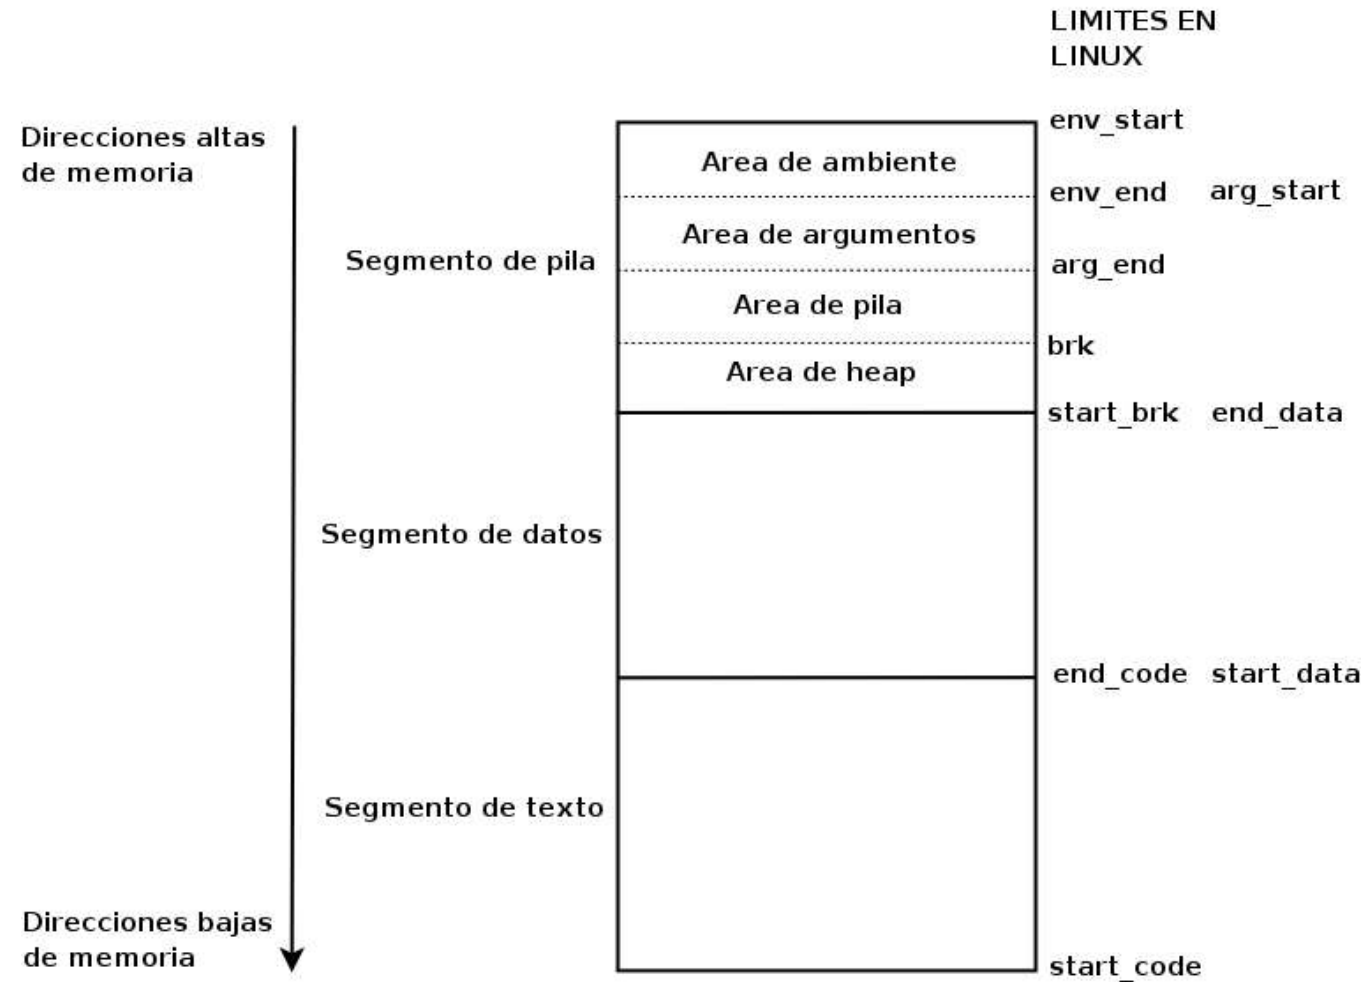 LIMITES EN
LINUX
Direcciones altas
de memoria
env_start
Area de ambiente
env_end arg_start
Area de argumentos
Segmento de pila
arg_end
Area de pila
brk
Area de heap
start_brk end_data
Segmento de datos
end_code start_data
Segmento de texto
Direcciones bajas
de memoria
start_code